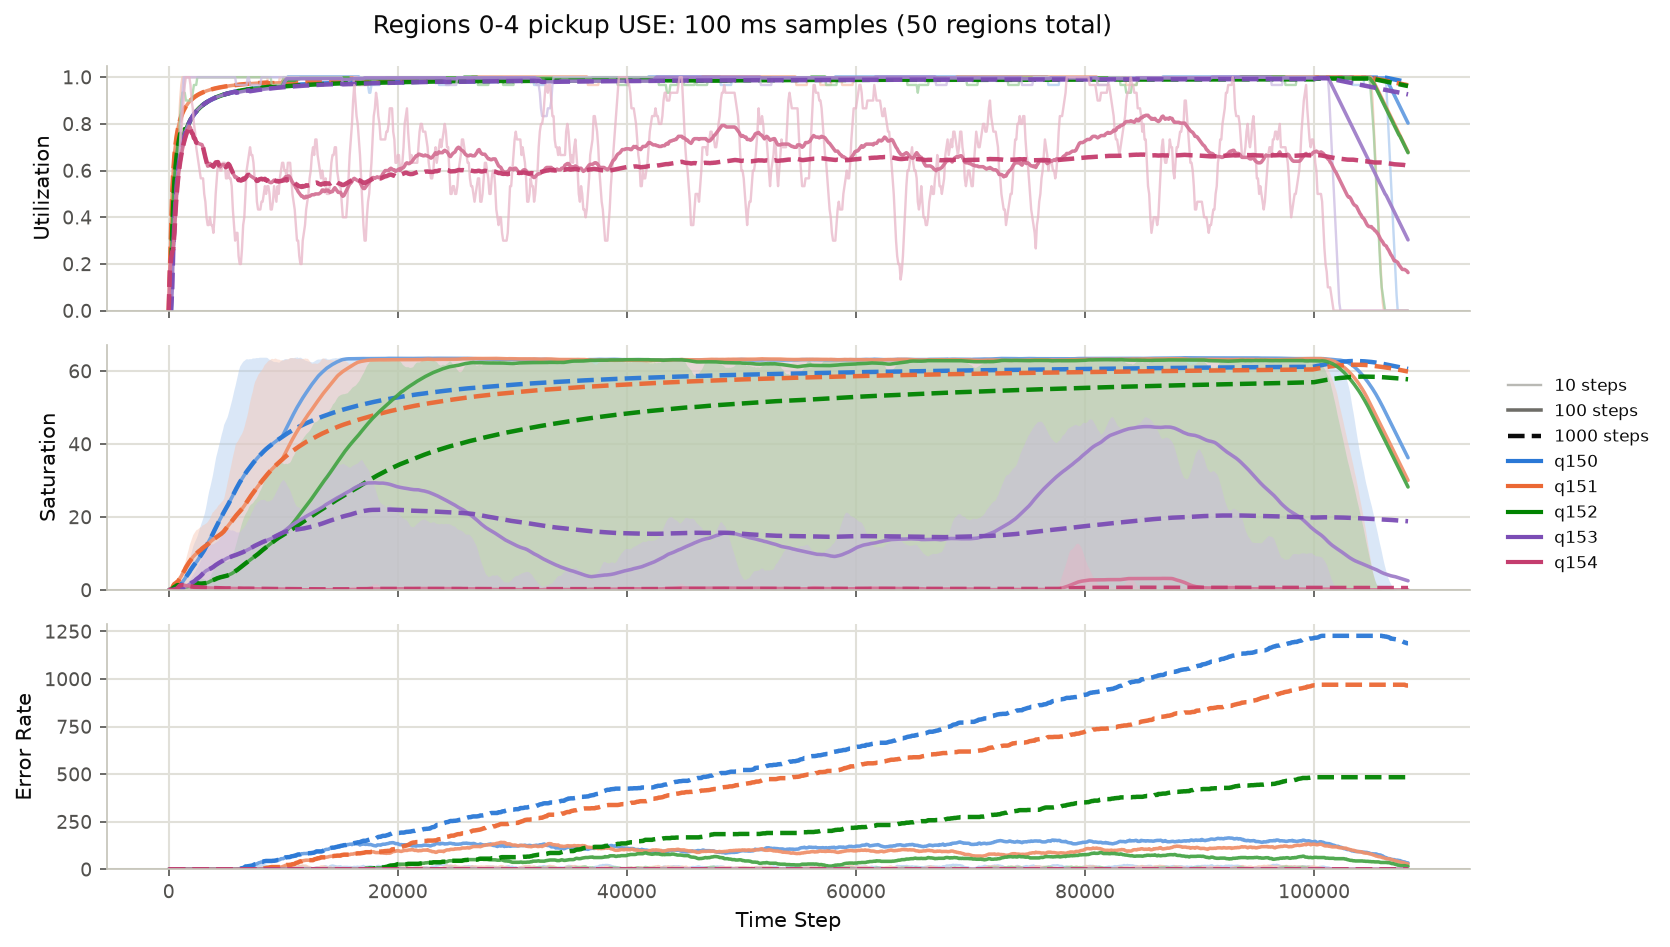 Regions 0-4 pickup USE: 100 ms samples (50 regions total)
Utilization
1.0
0.8
0.6
0.4
0.2
0.0
Saturation
60
40
20
0
Error Rate
1250
1000
750
500
250
0
0 20000 40000 60000 80000 100000
Time Step
10 steps
100 steps
1000 steps
q150
q151
q152
q153
q154